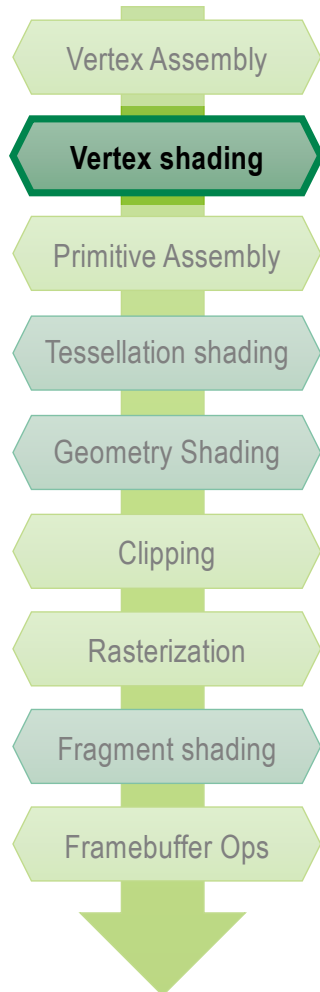 Vertex Assembly
Vertex shading
Primitive Assembly
Tessellation shading
Geometry Shading
Clipping
Rasterization
Fragment shading
Framebuffer Ops